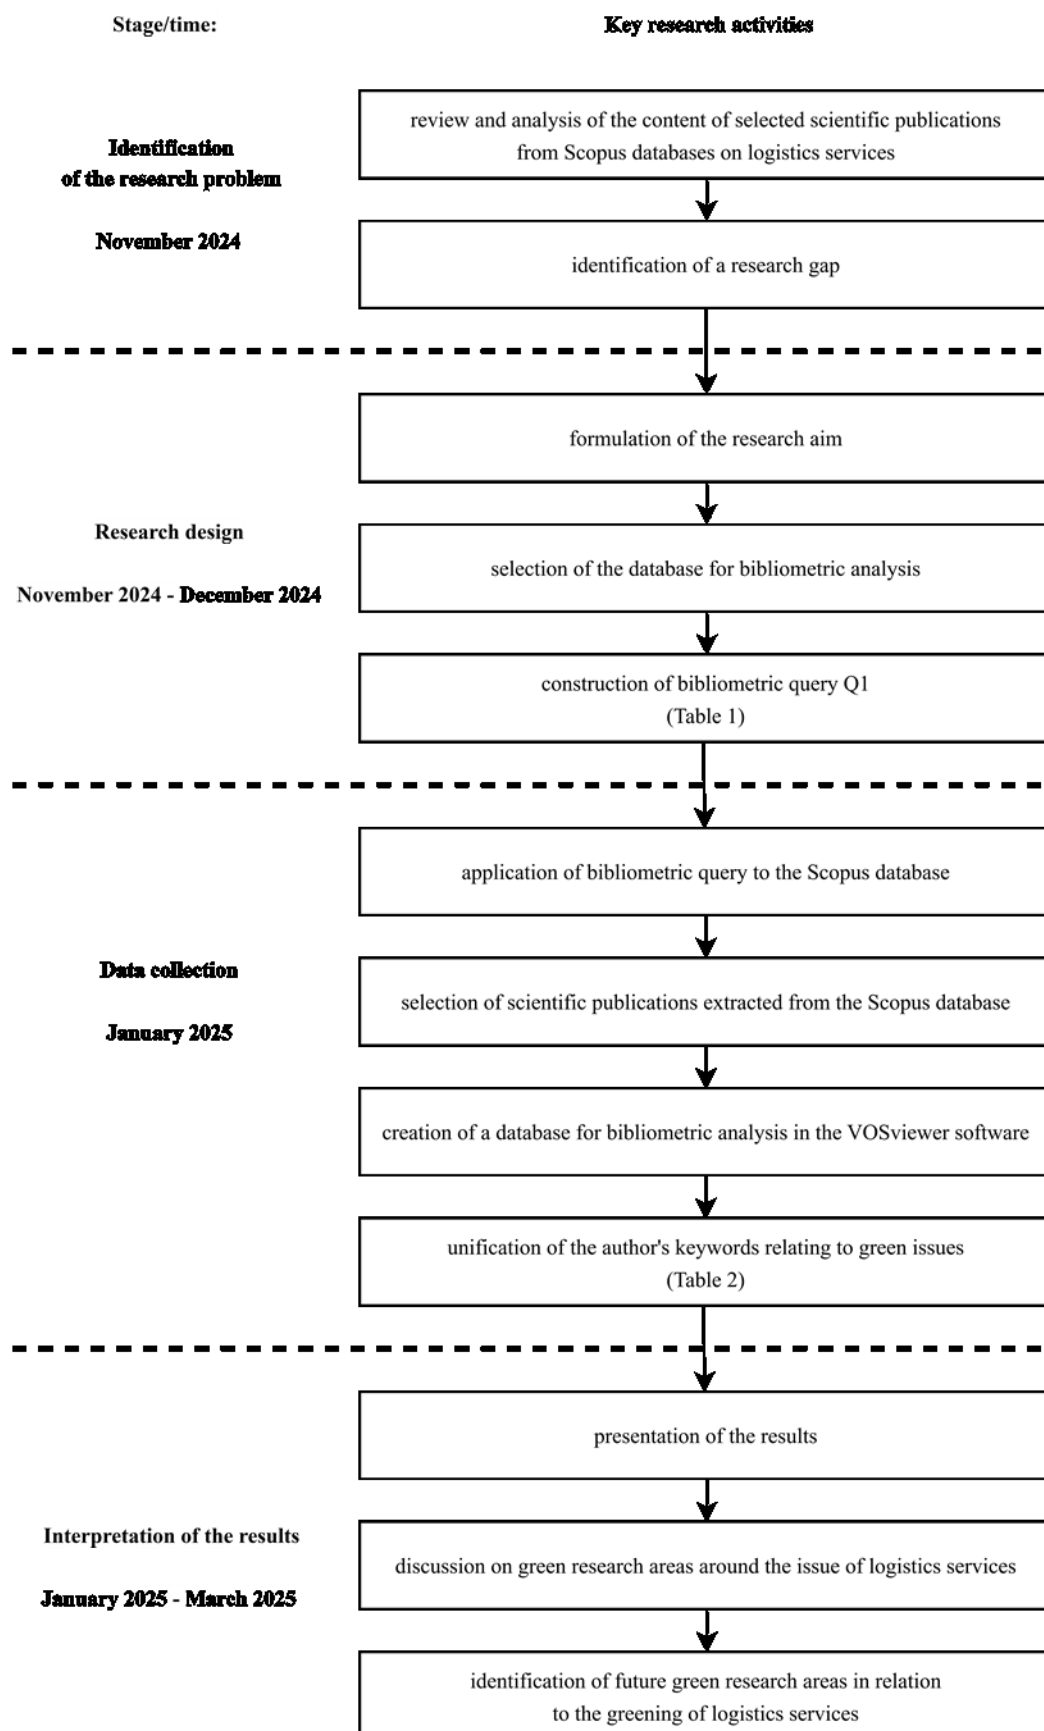 Stage/time:
Key research activities
Identification
of the research problem
November 2024
review and analysis of the content of selected scientific publications
from Scopus databases on logistics services
identification of a research gap
Research design
November 2024 - December 2024
formulation of the research aim
selection of the database for bibliometric analysis
construction of bibliometric query Q1
(Table 1)
Data collection
January 2025
application of bibliometric query to the Scopus database
selection of scientific publications extracted from the Scopus database
creation of a database for bibliometric analysis in the VOSviewer software
unification of the author's keywords relating to green issues
(Table 2)
Interpretation of the results
January 2025 - March 2025
presentation of the results
discussion on green research areas around the issue of logistics services
identification of future green research areas in relation
to the greening of logistics services